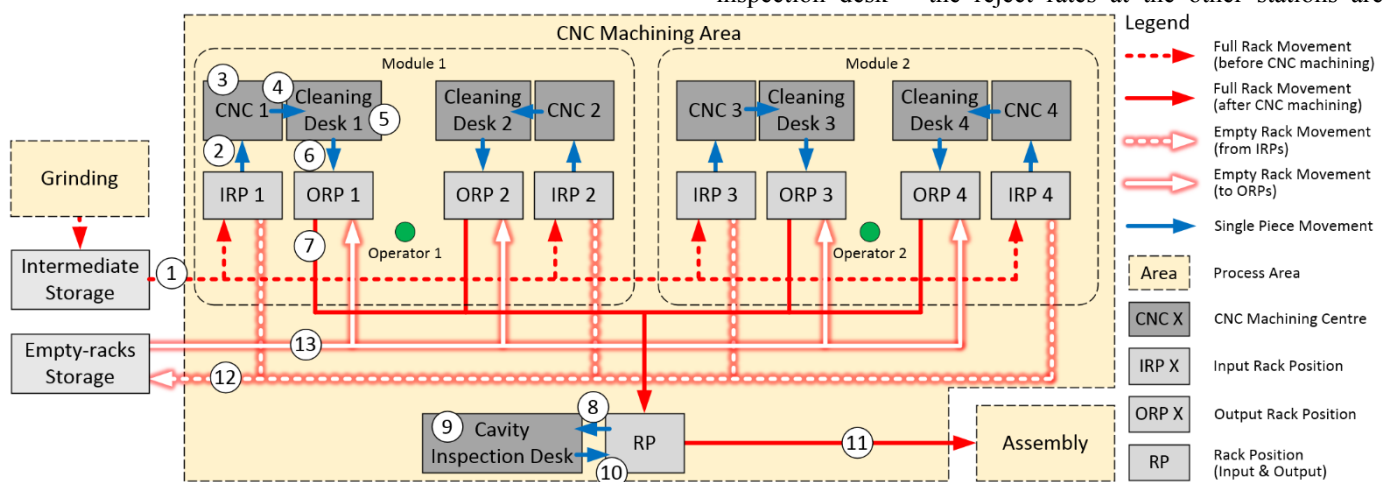 inspection desk – the reject rates at the other stations are
CNC Machining Area
Module 1
Module 2
3
4
CNC 1
Cleaning
Desk 1
5
Cleaning
Desk 2
CNC 2
CNC 3
Cleaning
Desk 3
Cleaning
Desk 4
CNC 4
2
6
Grinding
IRP 1
ORP 1
ORP 2
IRP 2
IRP 3
ORP 3
ORP 4
IRP 4
7
Operator 1
Operator 2
Intermediate
Storage
1
Empty-racks
Storage
13
12
8
9
Cavity
Inspection Desk
RP
10
11
Assembly
Legend
Full Rack Movement
(before CNC machining)
Full Rack Movement
(after CNC machining)
Empty Rack Movement
(from IRPs)
Empty Rack Movement
(to ORPs)
Single Piece Movement
Area
Process Area
CNC X
CNC Machining Centre
IRP X
Input Rack Position
ORP X
Output Rack Position
RP
Rack Position
(Input & Output)